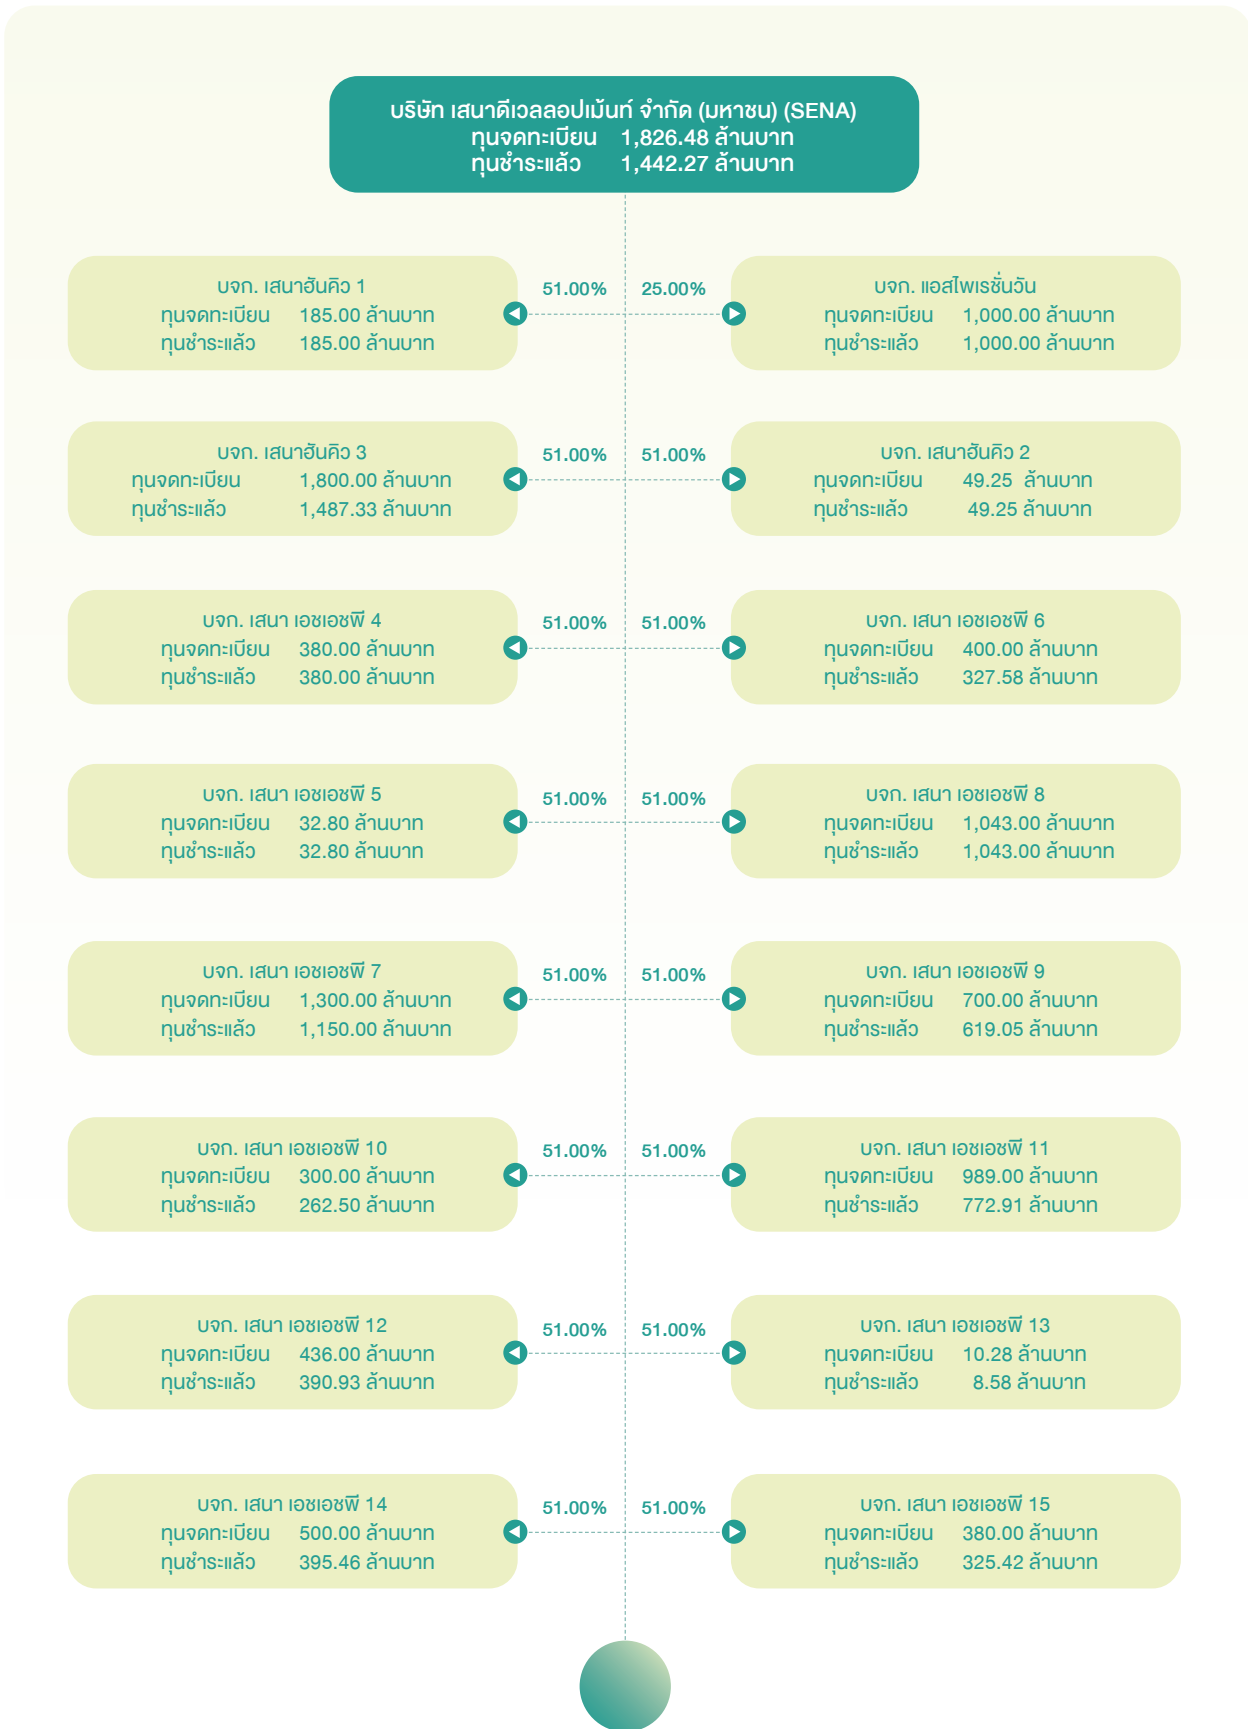 บริษัท เสนาดีเวลลอปเม้นท์ จำกัด (มหาชน) (SENA)
ทุนจดทะเบียน 1,826.48 ล้านบาท
ทุนชำระแล้ว 1,442.27 ล้านบาท
บจก. เสนาฮันคิว 1
ทุนจดทะเบียน 185.00 ล้านบาท
ทุนชำระแล้ว 185.00 ล้านบาท
51.00% 25.00%
บจก. แอสไพเรชั่นวัน
ทุนจดทะเบียน 1,000.00 ล้านบาท
ทุนชำระแล้ว 1,000.00 ล้านบาท
บจก. เสนาฮันคิว 3
ทุนจดทะเบียน 1,800.00 ล้านบาท
ทุนชำระแล้ว 1,487.33 ล้านบาท
51.00% 51.00%
บจก. เสนาฮันคิว 2
ทุนจดทะเบียน 49.25 ล้านบาท
ทุนชำระแล้ว 49.25 ล้านบาท
บจก. เสนา เอชเอชพี 4
ทุนจดทะเบียน 380.00 ล้านบาท
ทุนชำระแล้ว 380.00 ล้านบาท
51.00% 51.00%
บจก. เสนา เอชเอชพี 6
ทุนจดทะเบียน 400.00 ล้านบาท
ทุนชำระแล้ว 327.58 ล้านบาท
บจก. เสนา เอชเอชพี 5
ทุนจดทะเบียน 32.80 ล้านบาท
ทุนชำระแล้ว 32.80 ล้านบาท
51.00% 51.00%
บจก. เสนา เอชเอชพี 8
ทุนจดทะเบียน 1,043.00 ล้านบาท
ทุนชำระแล้ว 1,043.00 ล้านบาท
บจก. เสนา เอชเอชพี 7
ทุนจดทะเบียน 1,300.00 ล้านบาท
ทุนชำระแล้ว 1,150.00 ล้านบาท
51.00% 51.00%
บจก. เสนา เอชเอชพี 9
ทุนจดทะเบียน 700.00 ล้านบาท
ทุนชำระแล้ว 619.05 ล้านบาท
บจก. เสนา เอชเอชพี 10
ทุนจดทะเบียน 300.00 ล้านบาท
ทุนชำระแล้ว 262.50 ล้านบาท
51.00% 51.00%
บจก. เสนา เอชเอชพี 11
ทุนจดทะเบียน 989.00 ล้านบาท
ทุนชำระแล้ว 772.91 ล้านบาท
บจก. เสนา เอชเอชพี 12
ทุนจดทะเบียน 436.00 ล้านบาท
ทุนชำระแล้ว 390.93 ล้านบาท
51.00% 51.00%
บจก. เสนา เอชเอชพี 13
ทุนจดทะเบียน 10.28 ล้านบาท
ทุนชำระแล้ว 8.58 ล้านบาท
บจก. เสนา เอชเอชพี 14
ทุนจดทะเบียน 500.00 ล้านบาท
ทุนชำระแล้ว 395.46 ล้านบาท
51.00% 51.00%
บจก. เสนา เอชเอชพี 15
ทุนจดทะเบียน 380.00 ล้านบาท
ทุนชำระแล้ว 325.42 ล้านบาท